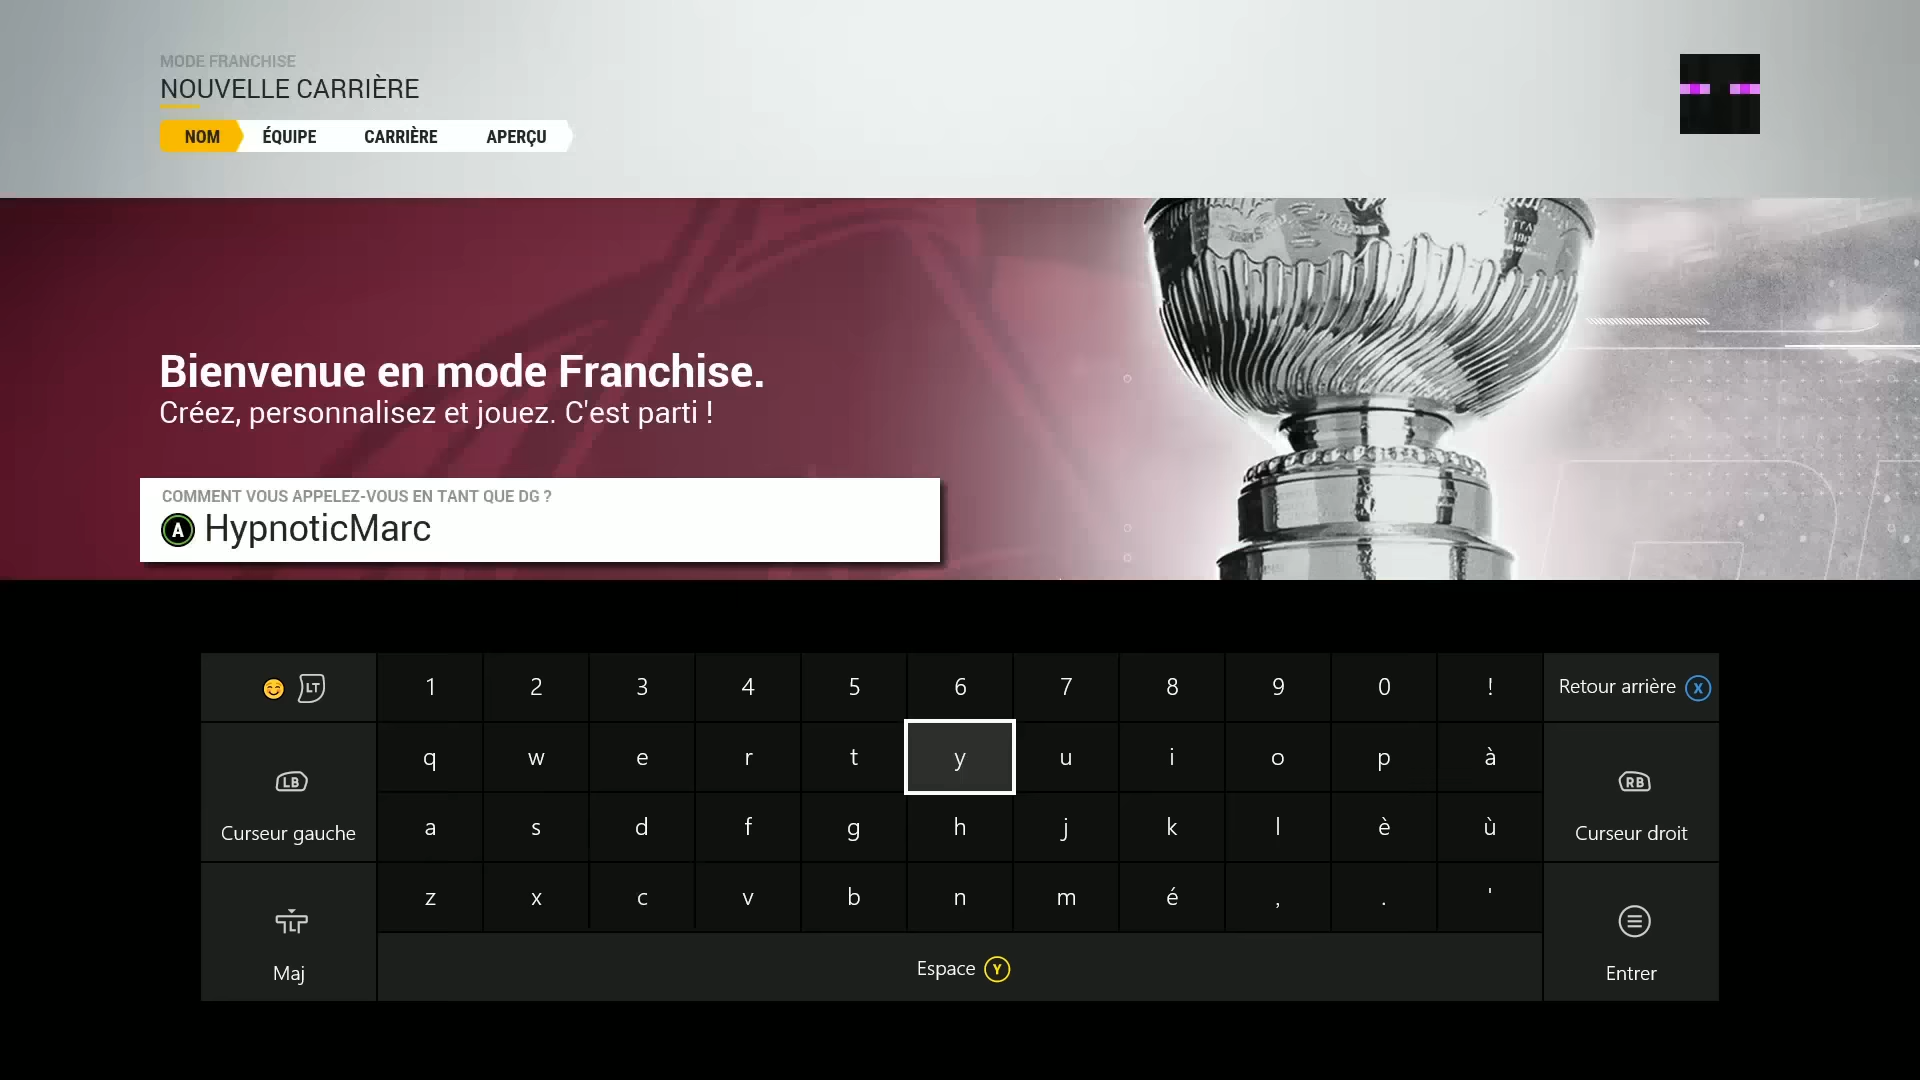 MODE FRANCHISE
NOUVELLE CARRIÈRE
NOM ÉQUIPE CARRIÈRE APERÇU
Bienvenue en mode Franchise.
Créez, personnalisez et jouez. C'est parti !
COMMENT VOUS APPELEZ-VOUS EN TANT QUE DG ?
A HypnoticMarc
LT 1 2 3 4 5 6 7 8 9 0 ! Retour arrière X
q w e r t y u i o p à
LB RB
Curseur gauche a s d f g h j k l è ù Curseur droit
z x c v b n m é , . '
L
Maj Espace Y Entrer